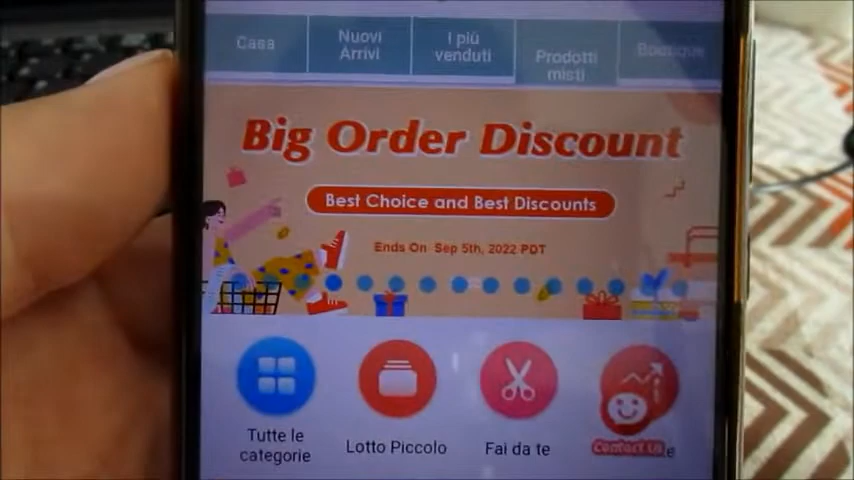 Casa
Nuovi
Arrivi
I più
venduti
Prodotti
misti
Boutique
Big Order Discount
Best Choice and Best Discounts
Ends On Sep 5th, 2022 PDT
Tutte le
categorie
Lotto Piccolo
Fai da te
Contact Us